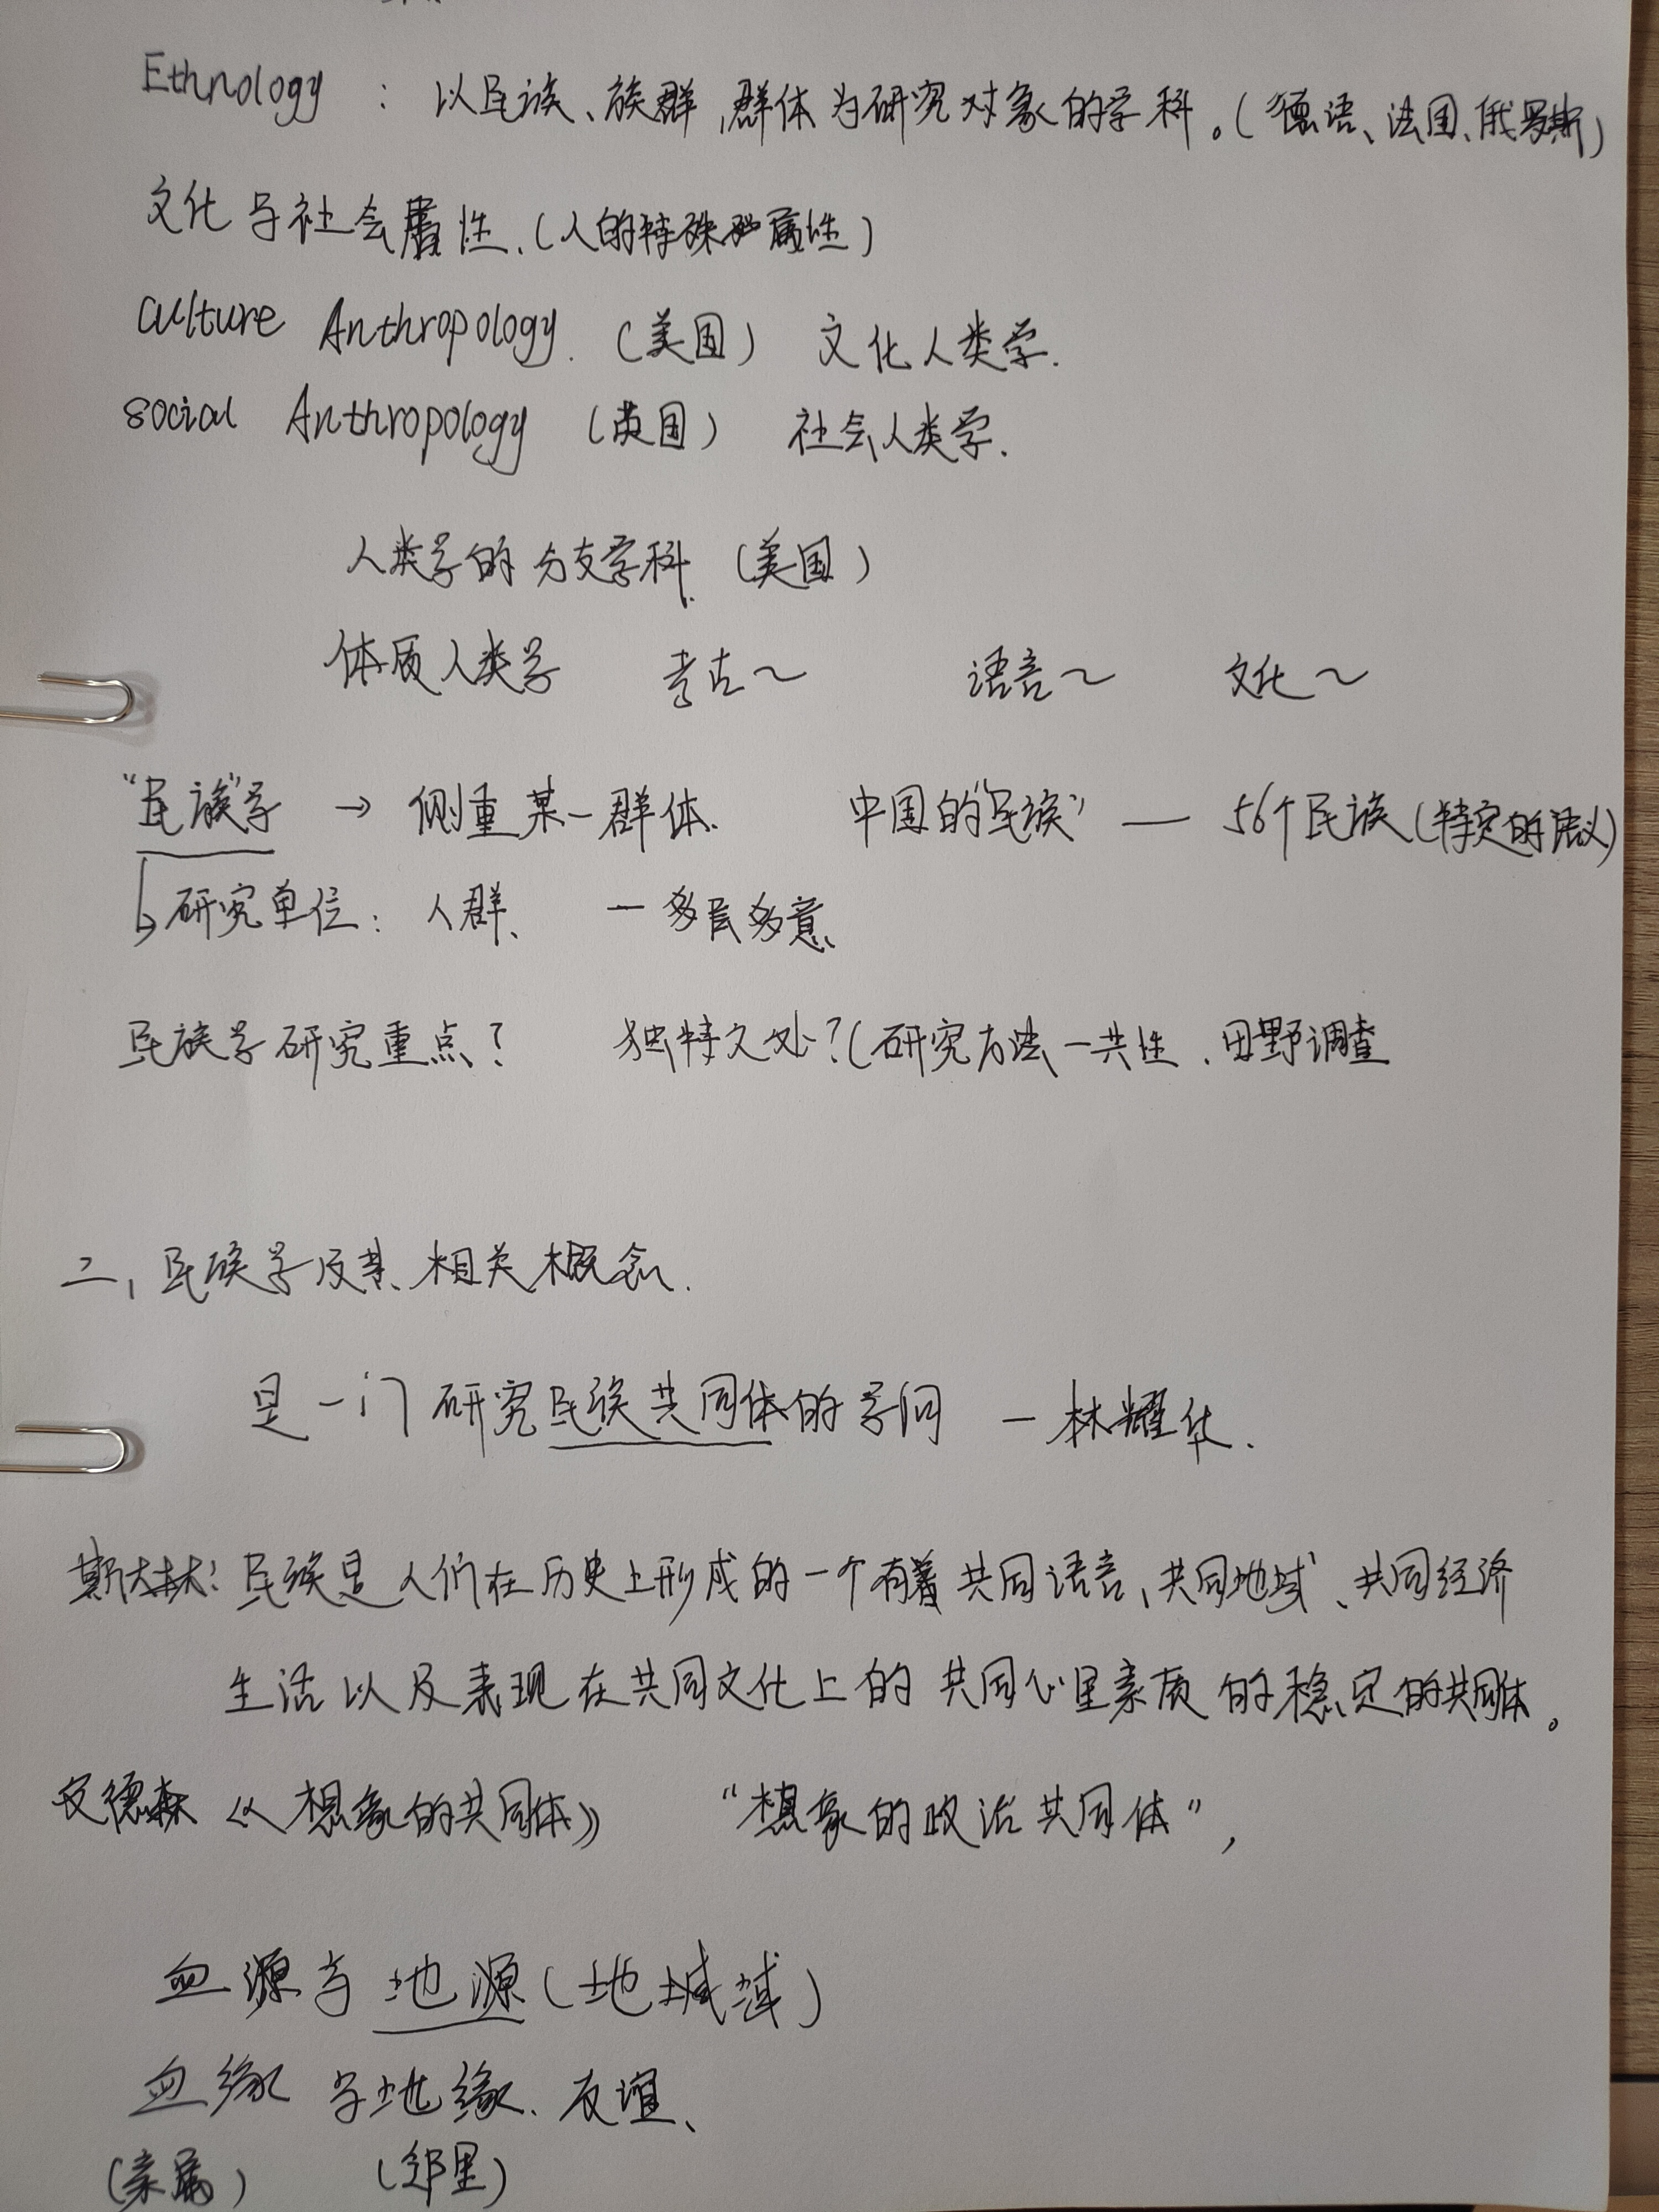 Ethnology : 以民族、族群,群体为研究对象的学科。(德语、法国、俄罗斯)
文化与社会属性.(人的特殊属性)
Culture Anthropology. (美国) 文化人类学.
social Anthropology (英国) 社会人类学.
人类学的分支学科. (美国)
体质人类学 考古~ 语言~ 文化~
“民族”学 → 侧重某一群体. 中国的“民族” — 56个民族(特定的语义)
↳研究单位: 人群、 — 多层多意
民族学研究重点? 独特之处?(研究方法—共性、田野调查
二、民族学及其相关概念.
是一门研究民族共同体的学问 — 林耀华.
斯大林: 民族是人们在历史上形成的一个有着共同语言、共同地域、共同经济
生活以及表现在共同文化上的共同心理素质的稳定的共同体。
安德森《想象的共同体》 “想象的政治共同体”,
血源与地源(地域)
血缘与地缘、友谊、
(亲属) (邻里)